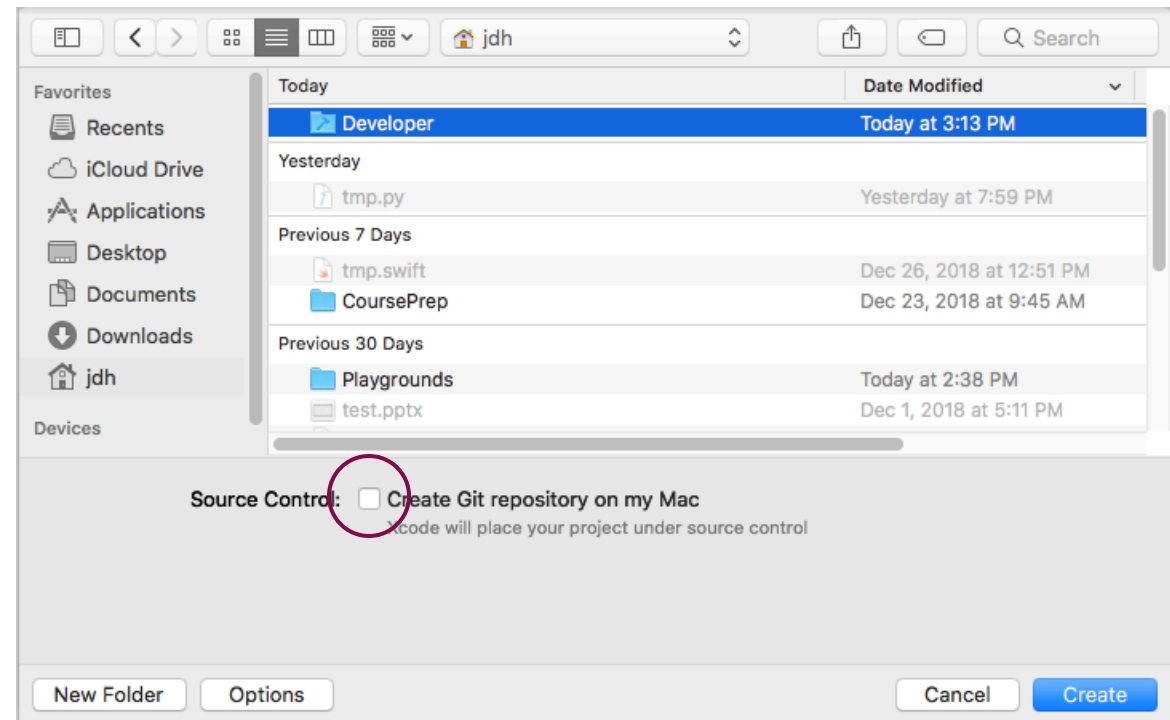 jdh
Search
Favorites
Recents
iCloud Drive
Applications
Desktop
Documents
Downloads
jdh
Devices
Today Date Modified
Developer Today at 3:13 PM
Yesterday
tmp.py Yesterday at 7:59 PM
Previous 7 Days
tmp.swift Dec 26, 2018 at 12:51 PM
CoursePrep Dec 23, 2018 at 9:45 AM
Previous 30 Days
Playgrounds Today at 2:38 PM
test.pptx Dec 1, 2018 at 5:11 PM
Source Control: Create Git repository on my Mac
Xcode will place your project under source control
New Folder Options Cancel Create